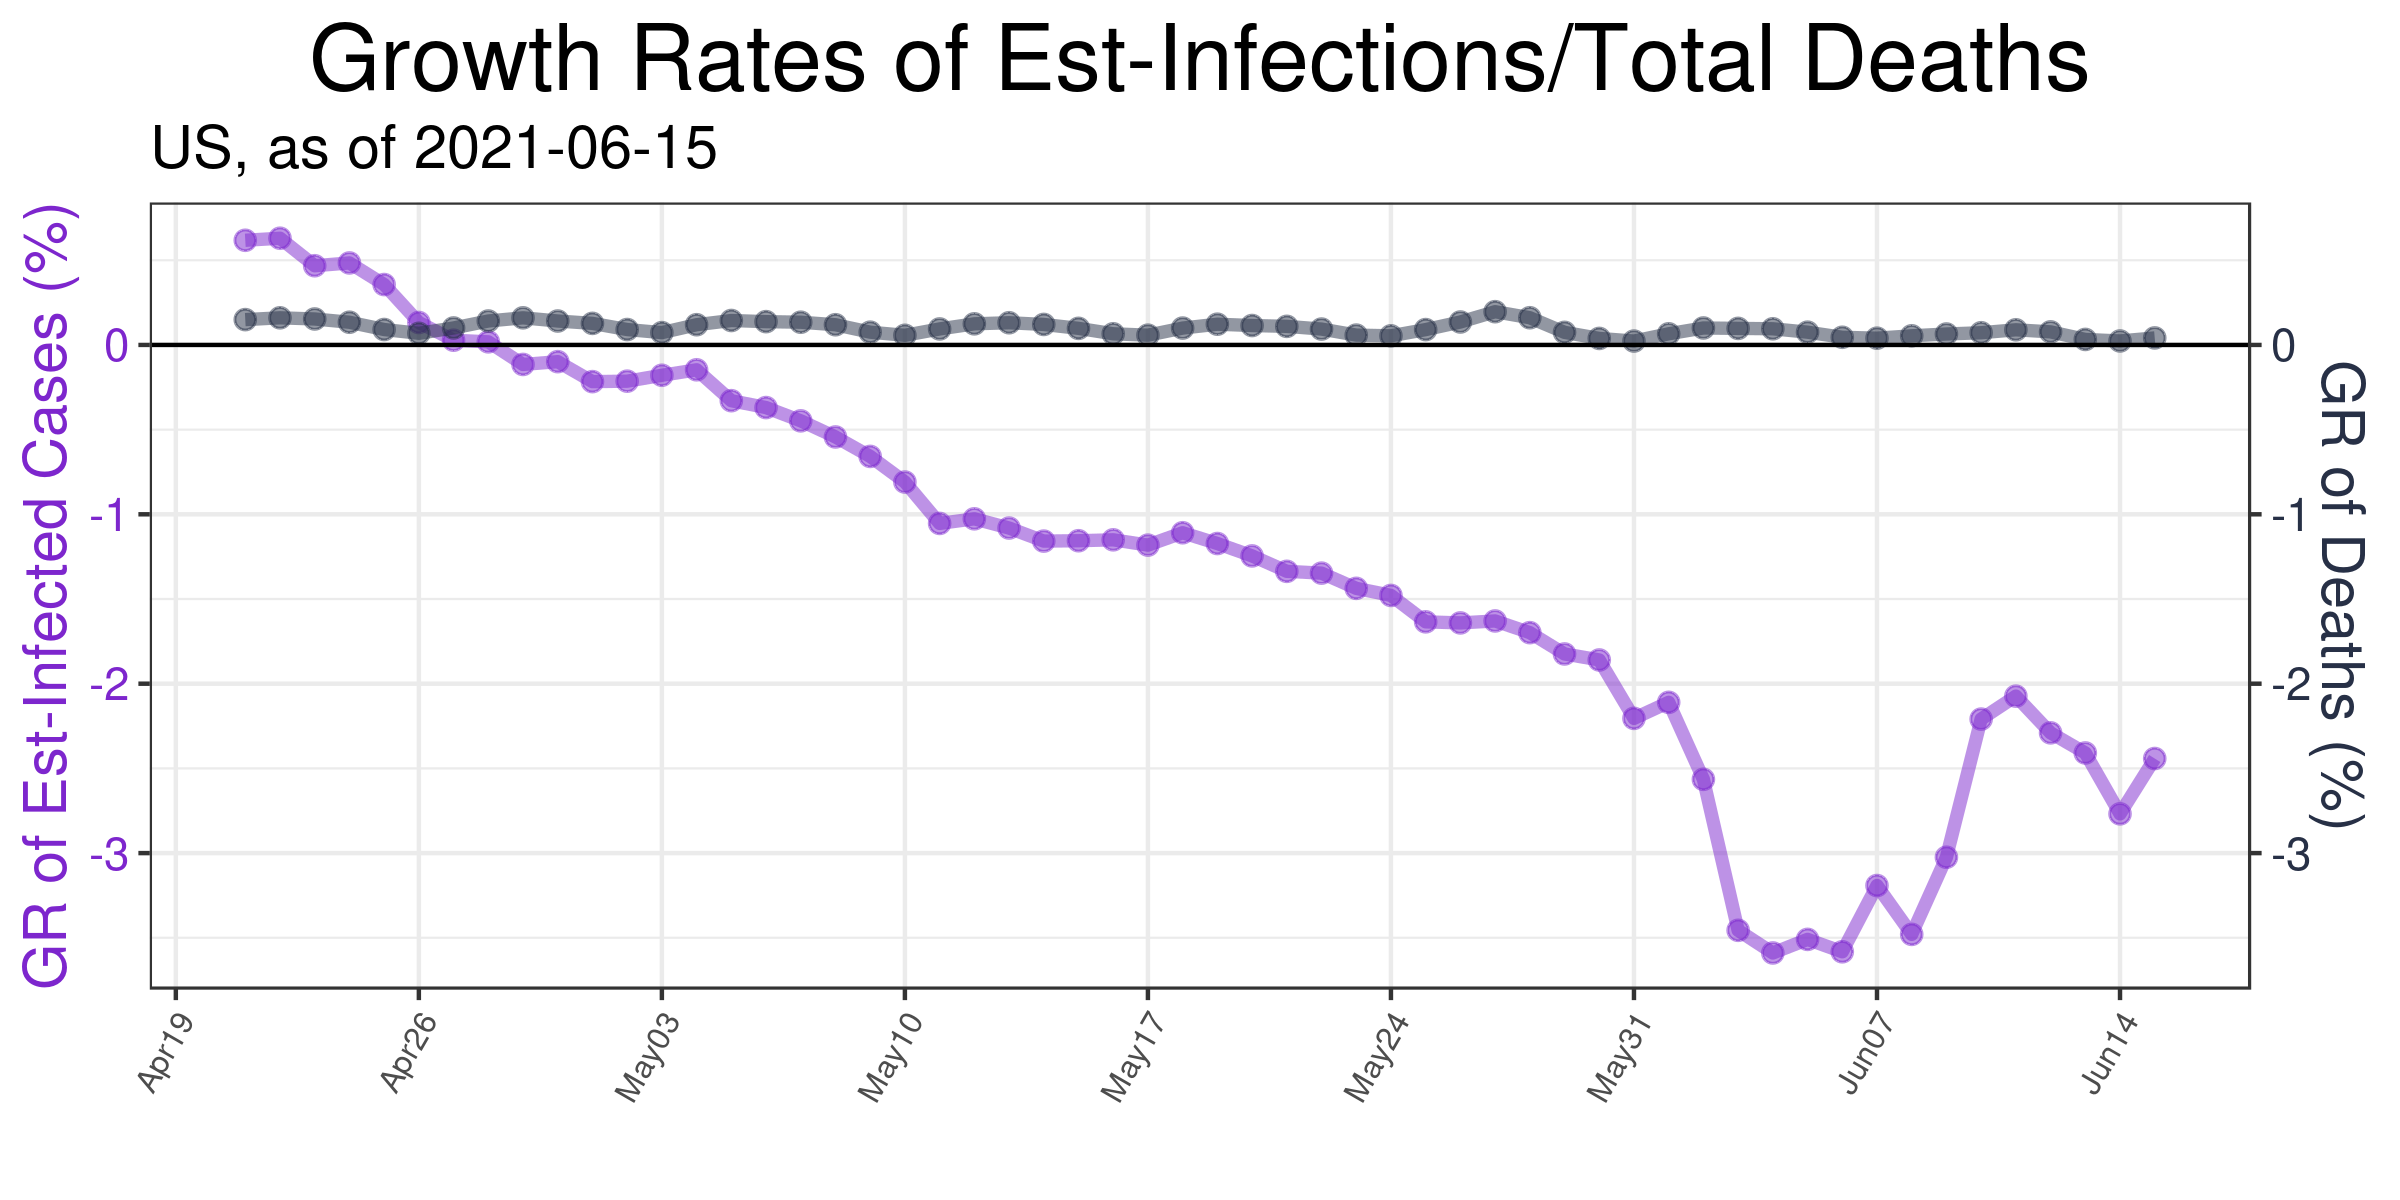 Growth Rates of Est-Infections/Total Deaths
US, as of 2021-06-15
GR of Est-Infected Cases (%)
0
-1
-2
-3
0
-1
-2
-3
GR of Deaths (%)
Apr19
Apr26
May03
May10
May17
May24
May31
Jun07
Jun14